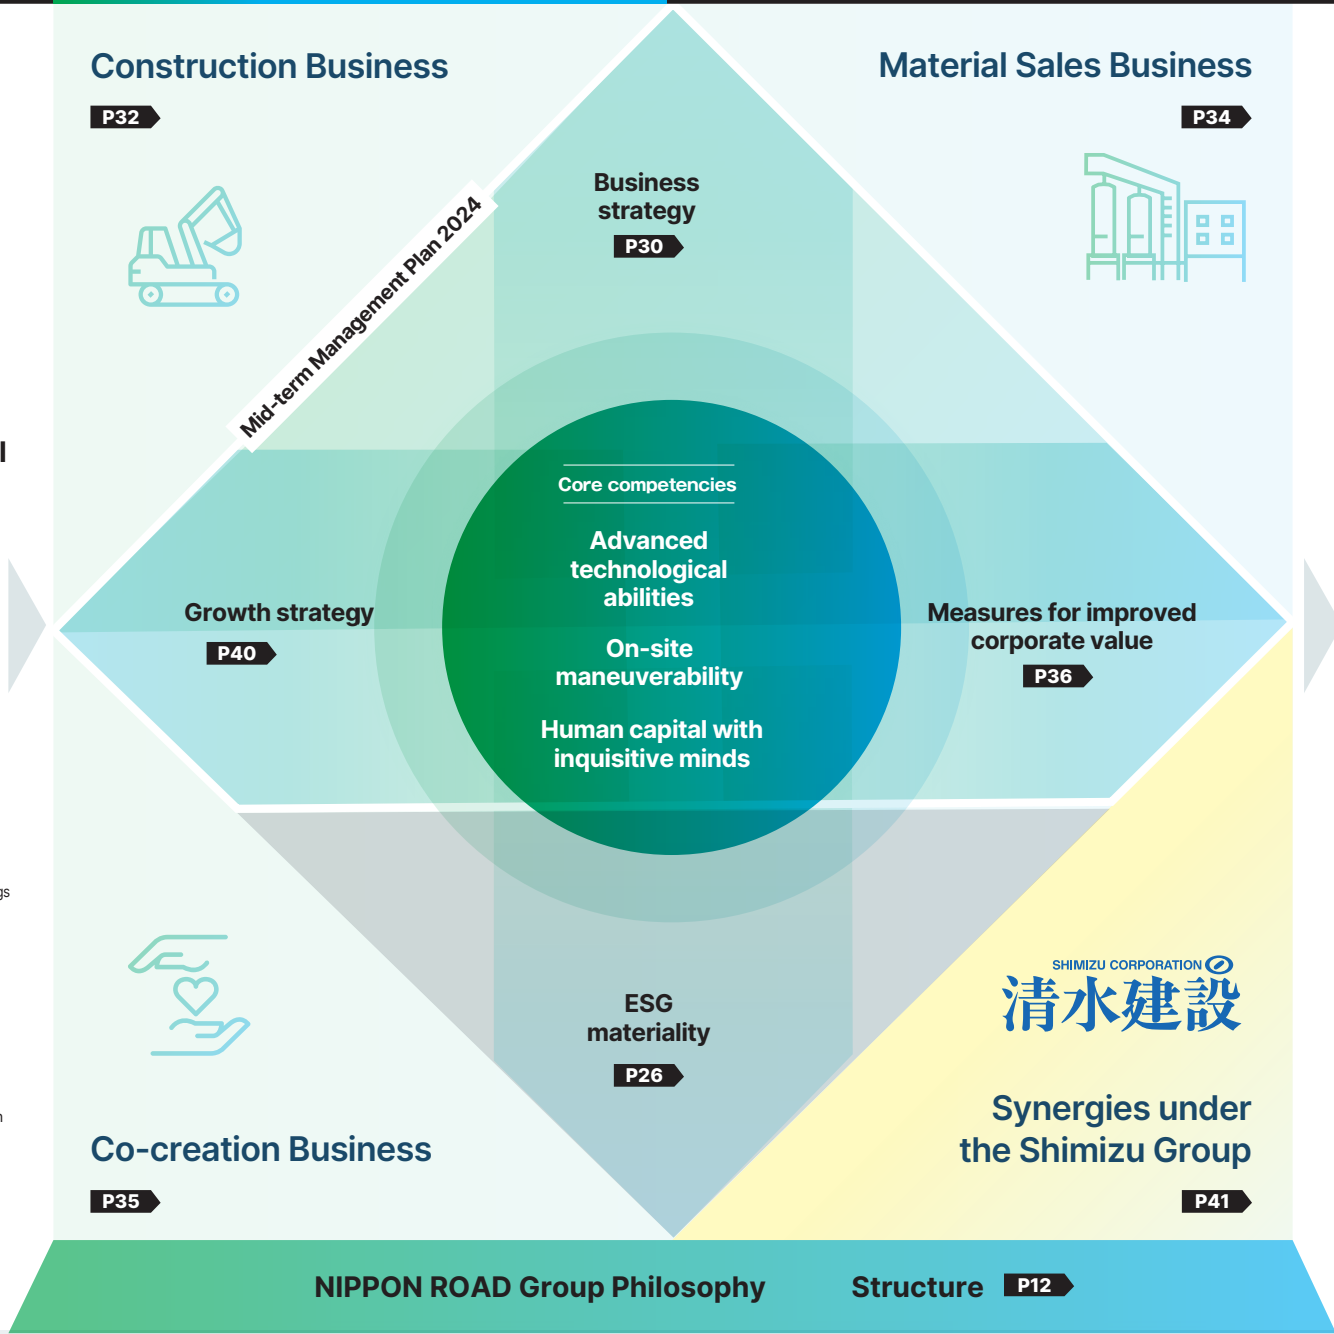 Construction Business
P32
Material Sales Business
P34
Mid-term Management Plan 2024
Business
strategy
P30
Core competencies
Advanced
technological
abilities
On-site
maneuverability
Human capital with
inquisitive minds
Growth strategy
P40
Measures for improved
corporate value
P36
ESG
materiality
P26
Co-creation Business
P35
SHIMIZU CORPORATION
清水建設
Synergies under
the Shimizu Group
P41
NIPPON ROAD Group Philosophy
Structure P12